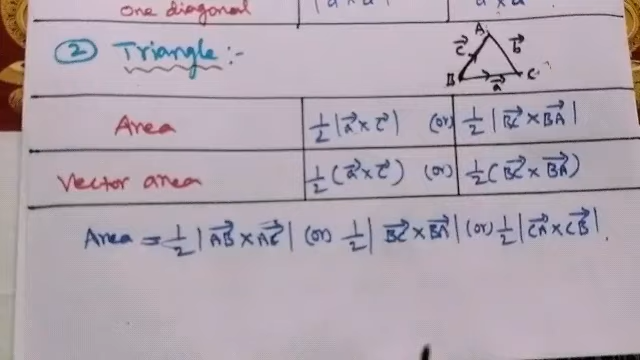 one diagonal
② Triangle :-
A
c⃗ b⃗
B a⃗ C
Area 1/2 |a⃗ × c⃗| (or) 1/2 |BC⃗ × BA⃗|
Vector area 1/2 (a⃗ × c⃗) (or) 1/2 (BC⃗ × BA⃗)
Area = 1/2 |AB⃗ × AC⃗| (or) 1/2 |BC⃗ × BA⃗| (or) 1/2 |CA⃗ × CB⃗|.